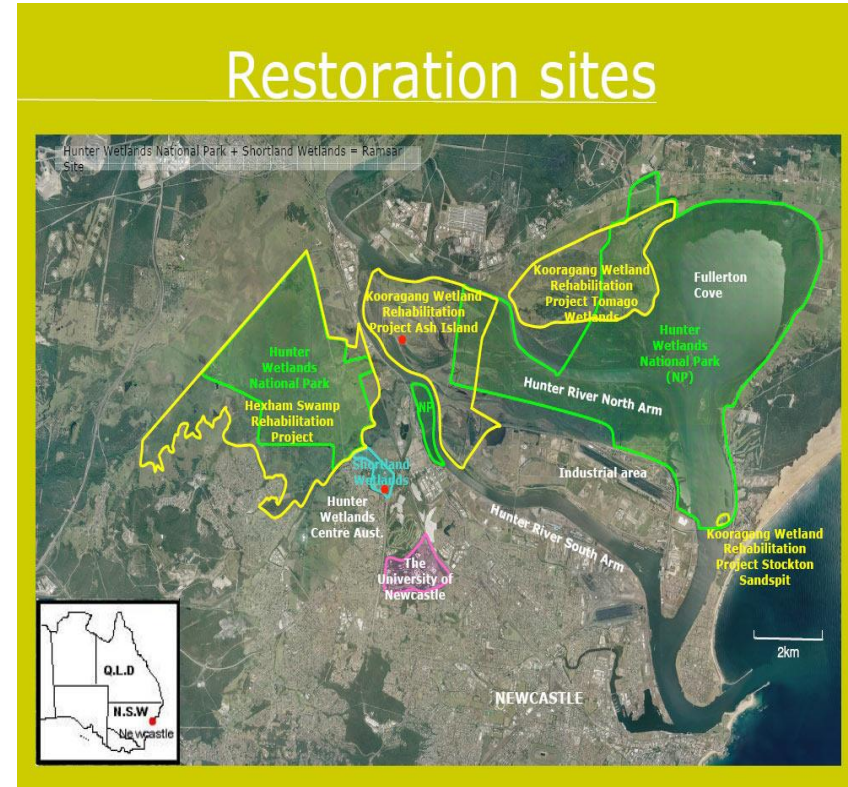 Restoration sites
Hunter Wetlands National Park + Shortland Wetlands = Ramsar
Site
Kooragang Wetland
Rehabilitation
Project Tomago
Wetlands
Fullerton
Cove
Kooragang Wetland
Rehabilitation
Project Ash Island
Hunter
Wetlands
National Park
(NP)
Hunter
Wetlands
National Park
Hunter River North Arm
NP
Hexham Swamp
Rehabilitation
Project
Shortland
Wetlands
Industrial area
Hunter
Wetlands
Centre Aust.
Hunter River South Arm
Kooragang Wetland
Rehabilitation
Project Stockton
Sandspit
The
University of
Newcastle
2km
NEWCASTLE
Q.L.D
N.S.W
Newcastle